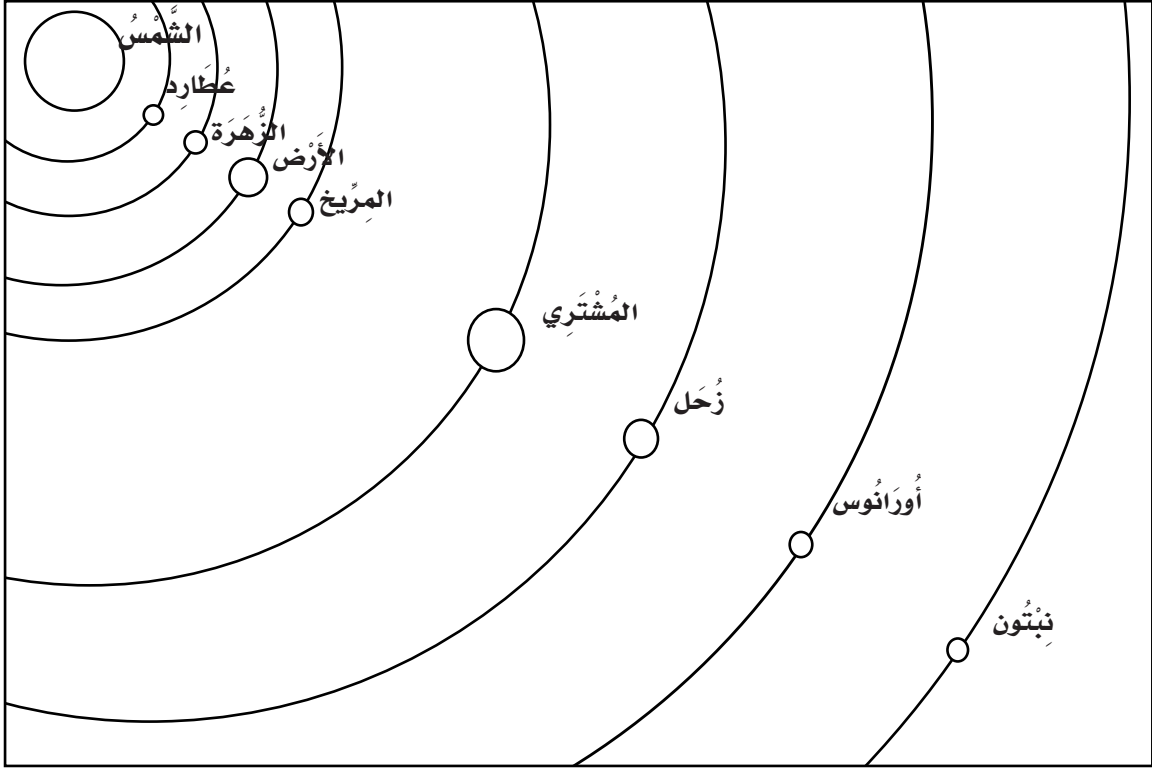 الشَّمْسُ
عُطَارِد
الزُّهَرَة
الأَرْض
المِرِّيخ
المُشْتَرِي
زُحَل
أُورَانُوس
نِبْتُون